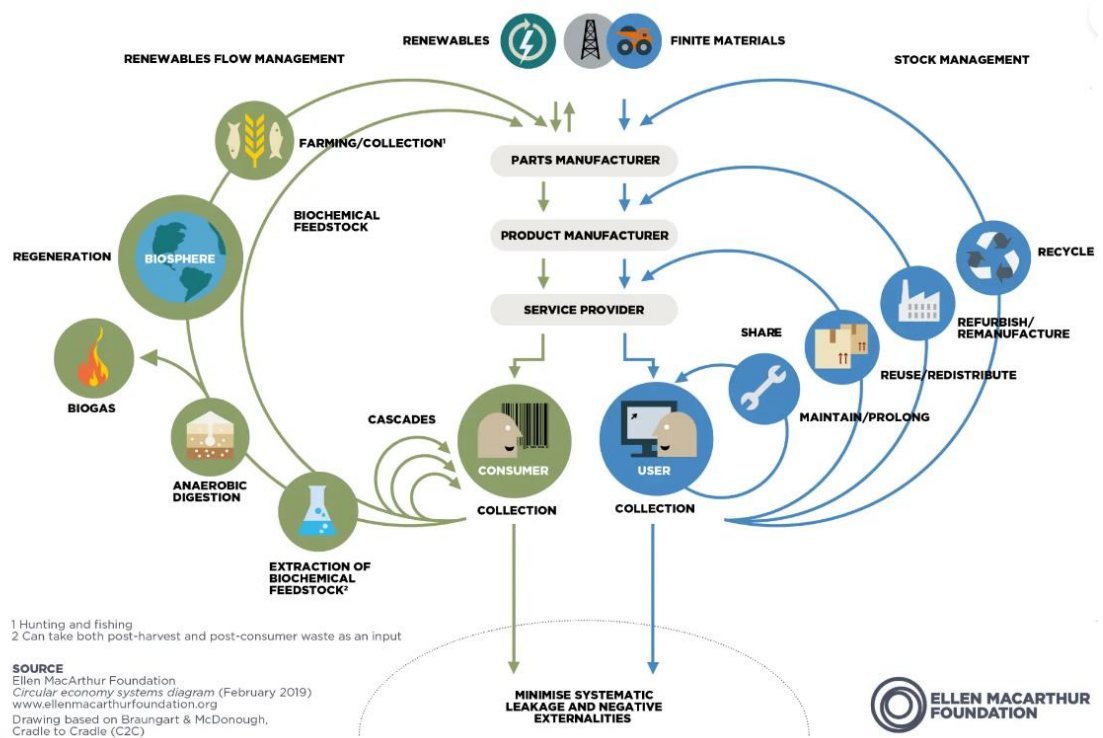 RENEWABLES
FINITE MATERIALS
RENEWABLES FLOW MANAGEMENT
STOCK MANAGEMENT
FARMING/COLLECTION¹
PARTS MANUFACTURER
BIOCHEMICAL
FEEDSTOCK
PRODUCT MANUFACTURER
REGENERATION
BIOSPHERE
RECYCLE
SERVICE PROVIDER
SHARE
REFURBISH/
REMANUFACTURE
REUSE/REDISTRIBUTE
BIOGAS
CASCADES
MAINTAIN/PROLONG
CONSUMER
USER
ANAEROBIC
DIGESTION
COLLECTION
COLLECTION
EXTRACTION OF
BIOCHEMICAL
FEEDSTOCK²
1 Hunting and fishing
2 Can take both post-harvest and post-consumer waste as an input
SOURCE
Ellen MacArthur Foundation
Circular economy systems diagram (February 2019)
www.ellenmacarthurfoundation.org
Drawing based on Braungart & McDonough,
Cradle to Cradle (C2C)
MINIMISE SYSTEMATIC
LEAKAGE AND NEGATIVE
EXTERNALITIES
ELLEN MACARTHUR
FOUNDATION